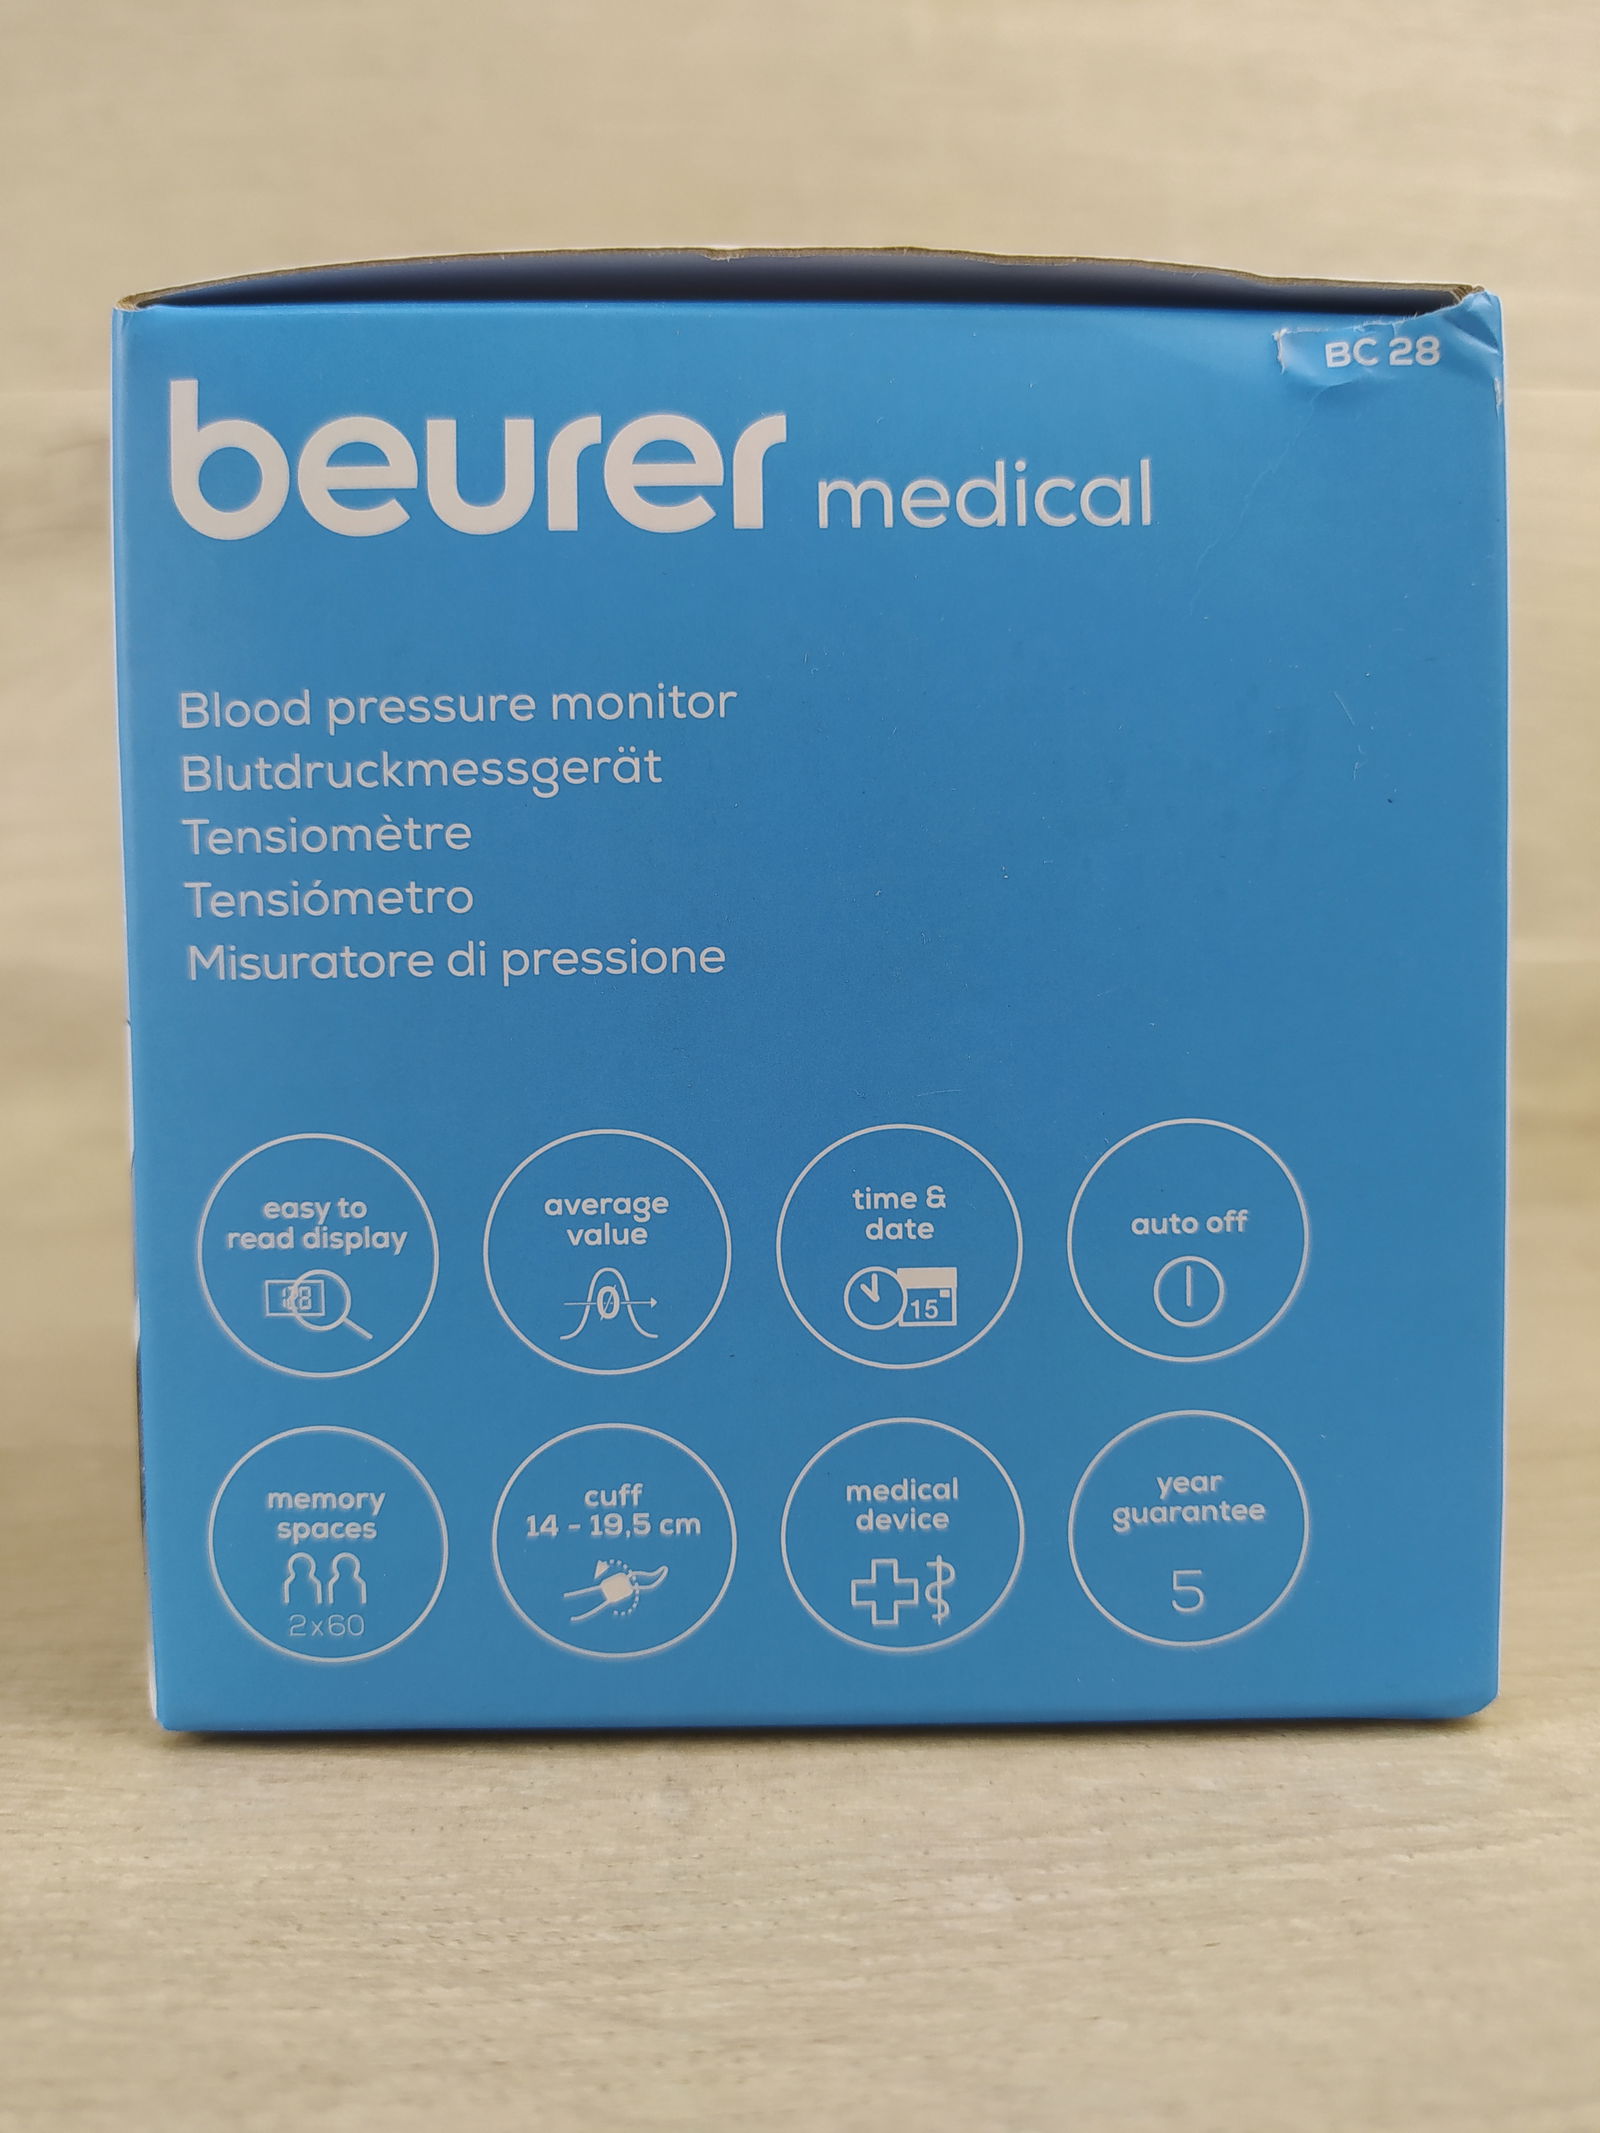 BC 28
beurer medical
Blood pressure monitor
Blutdruckmessgerät
Tensiomètre
Tensiómetro
Misuratore di pressione
easy to
read display
128
average
value
Ø
time &
date
15
auto off
memory
spaces
2x60
cuff
14 - 19,5 cm
medical
device
year
guarantee
5